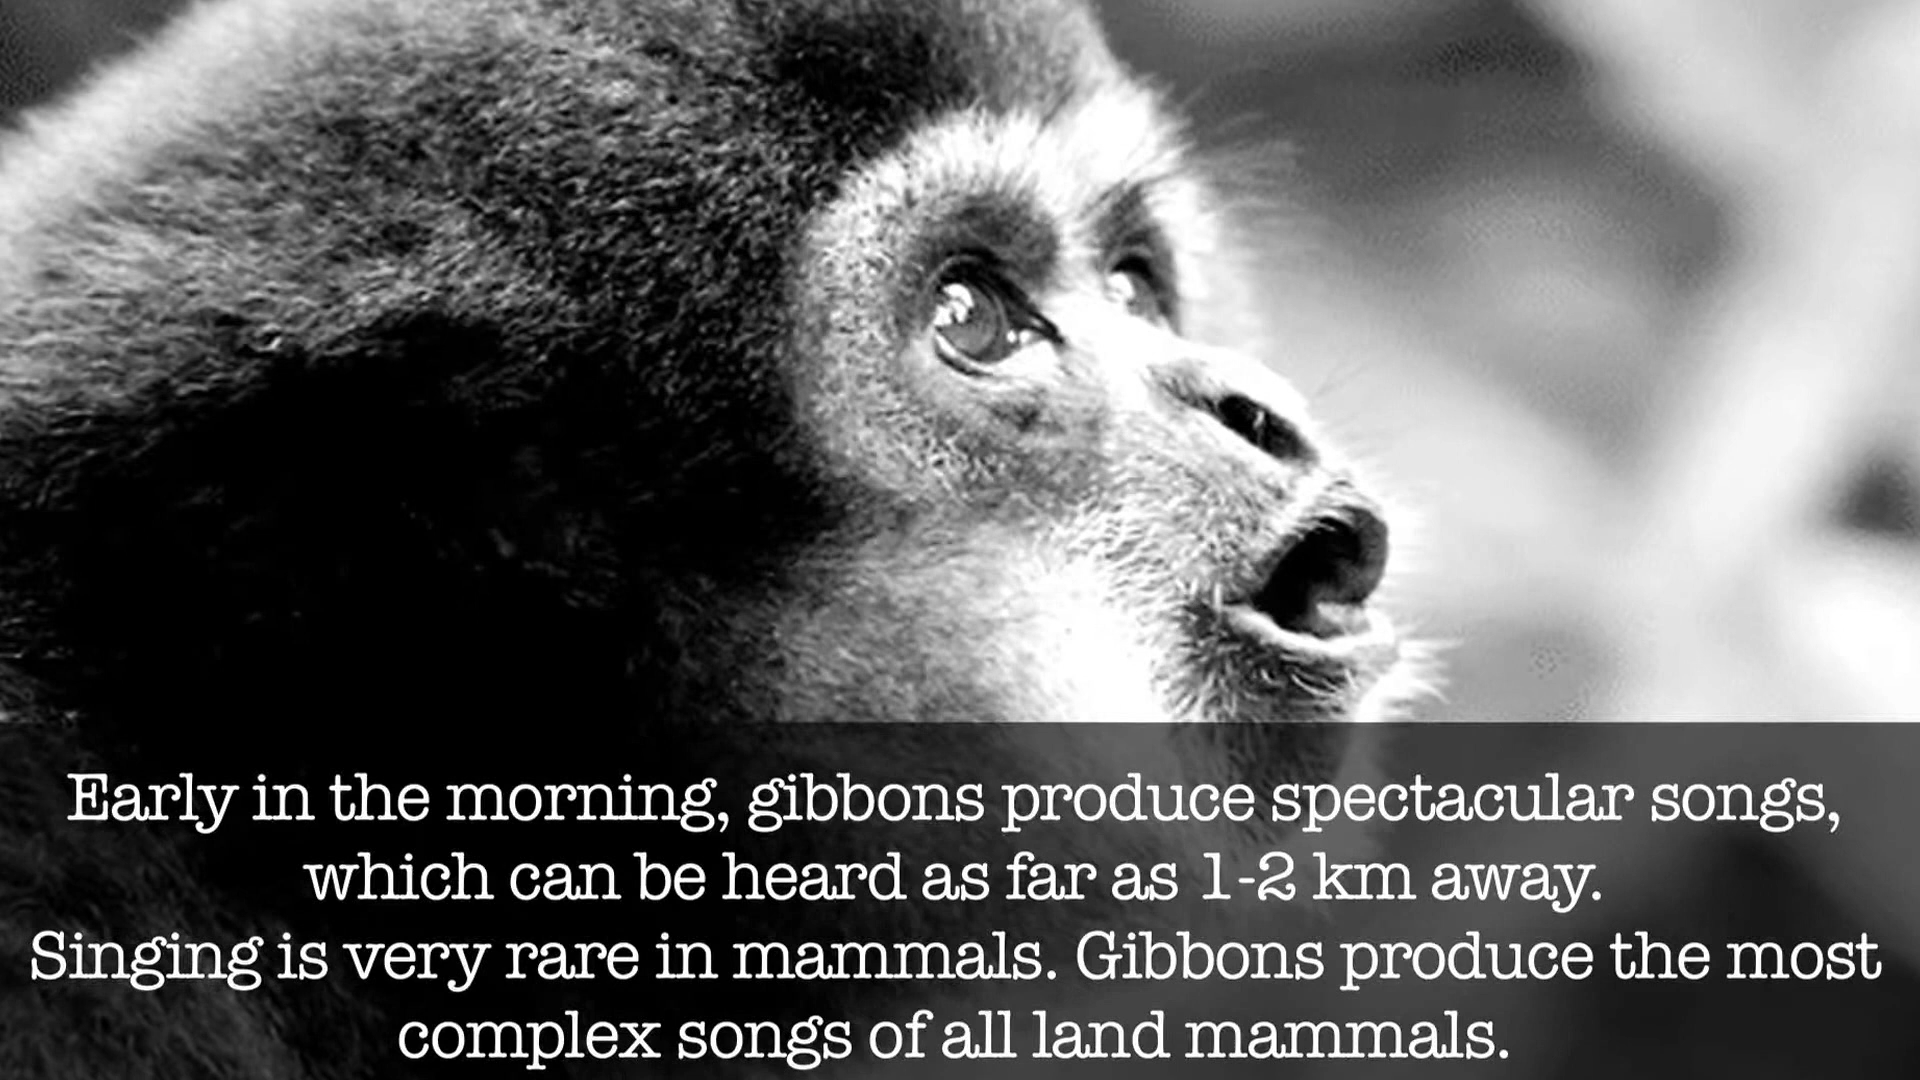 Early in the morning, gibbons produce spectacular songs,
which can be heard as far as 1-2 km away.
Singing is very rare in mammals. Gibbons produce the most
complex songs of all land mammals.